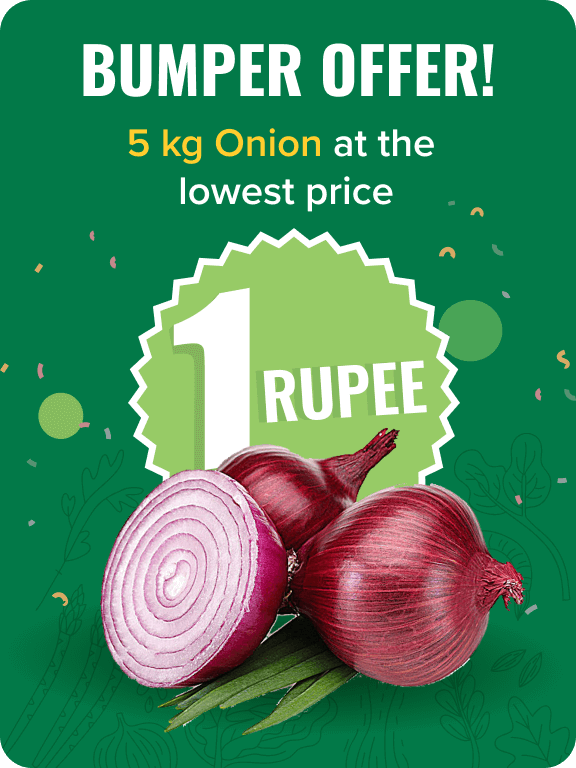 BUMPER OFFER!
5 kg Onion at the
lowest price
1
RUPEE